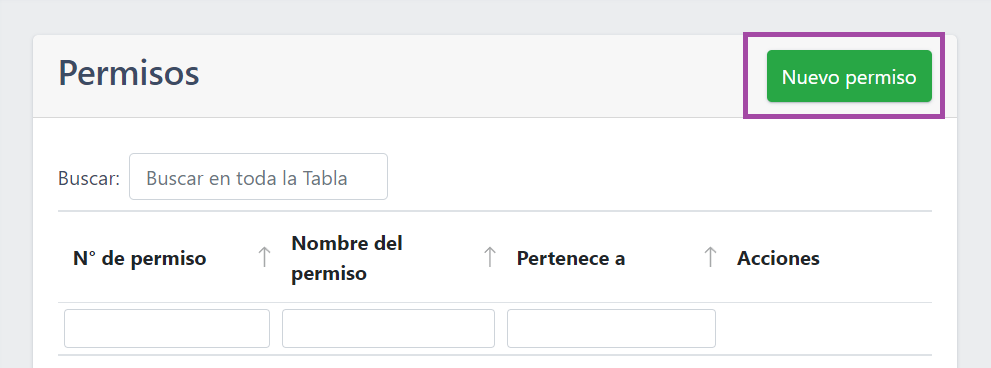 Permisos
Nuevo permiso
Buscar: Buscar en toda la Tabla
N° de permiso
Nombre del
permiso
Pertenece a
Acciones